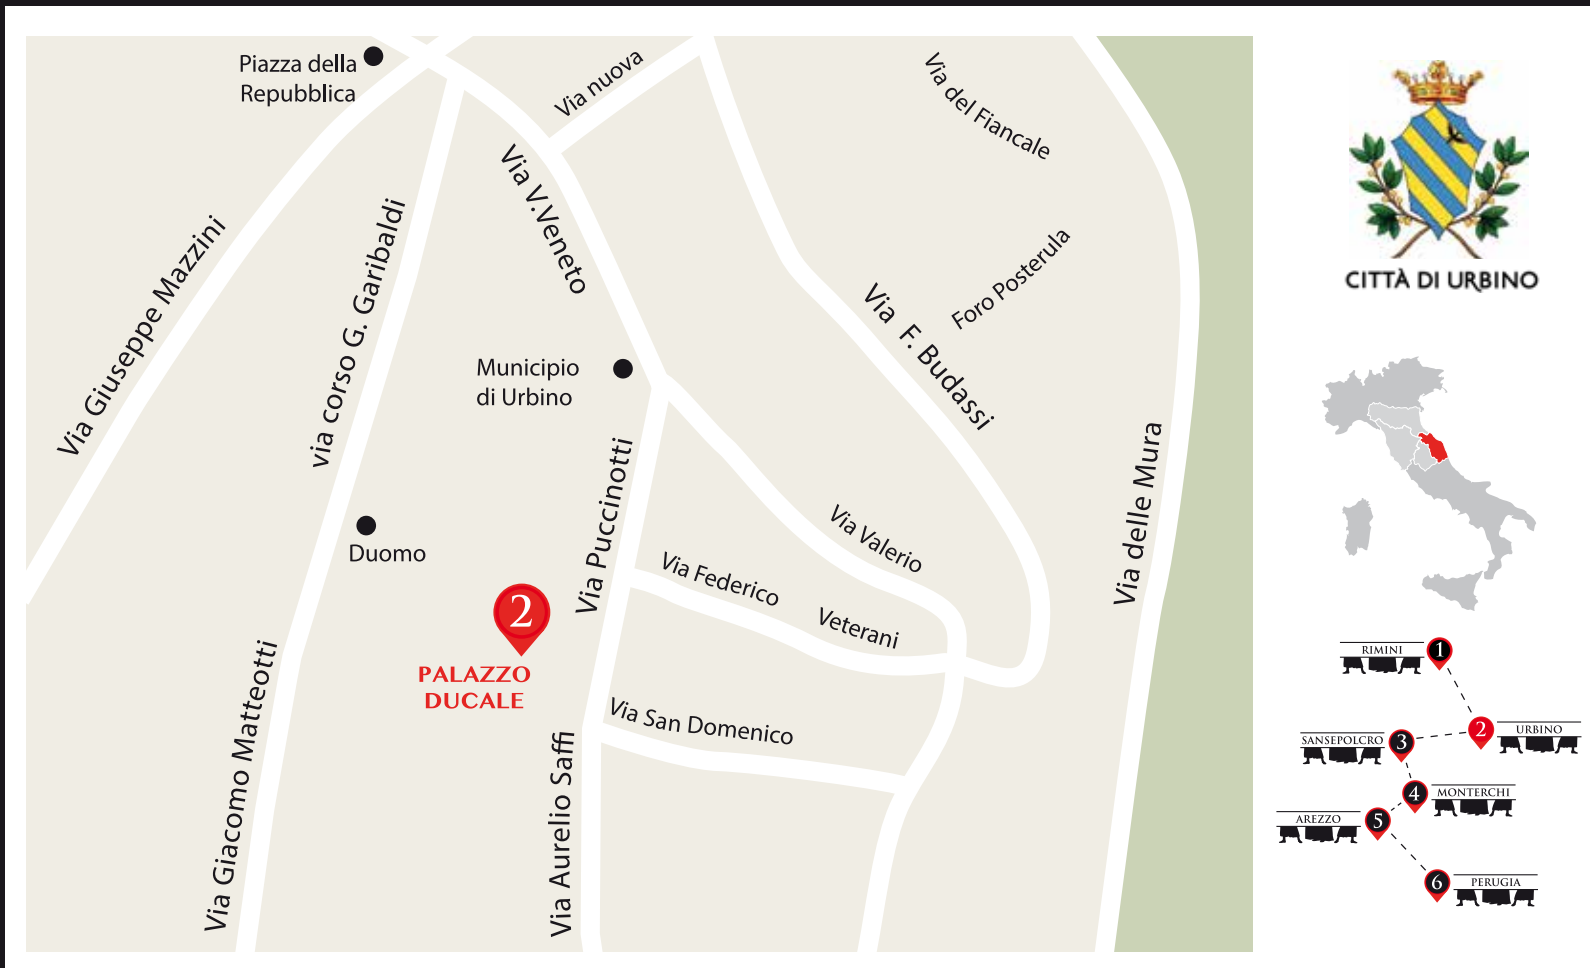 Piazza della
Repubblica
Via nuova
Via del Fiancale
Via V.Veneto
Via Giuseppe Mazzini
via corso G. Garibaldi
Foro Posterula
Via F. Budassi
Municipio
di Urbino
Via Puccinotti
Via delle Mura
Duomo
Via Valerio
Via Federico
Veterani
2
PALAZZO
DUCALE
Via San Domenico
Via Giacomo Matteotti
Via Aurelio Saffi
CITTÀ DI URBINO
RIMINI
1
2
URBINO
SANSEPOLCRO
3
4
MONTERCHI
AREZZO
5
6
PERUGIA